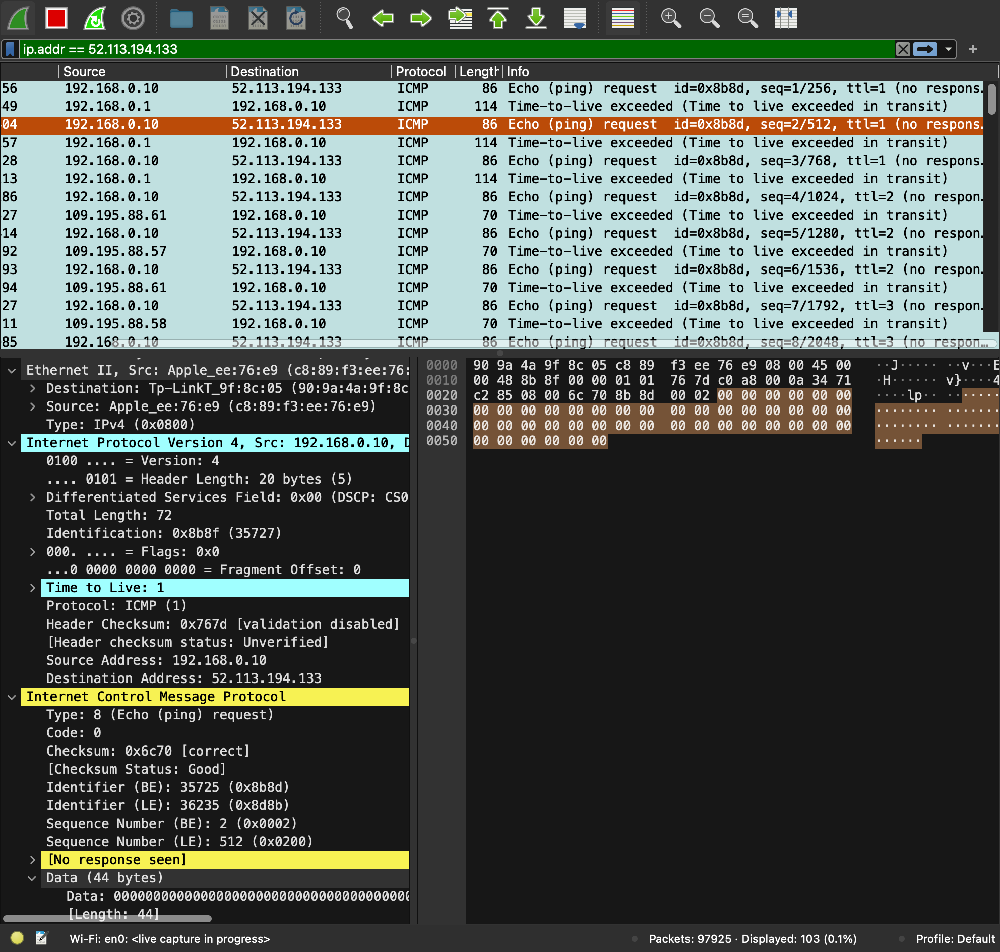 ip.addr == 52.113.194.133
Source Destination Protocol Length Info
56 192.168.0.10 52.113.194.133 ICMP 86 Echo (ping) request id=0x8b8d, seq=1/256, ttl=1 (no respons…
49 192.168.0.1 192.168.0.10 ICMP 114 Time-to-live exceeded (Time to live exceeded in transit)
04 192.168.0.10 52.113.194.133 ICMP 86 Echo (ping) request id=0x8b8d, seq=2/512, ttl=1 (no respons…
57 192.168.0.1 192.168.0.10 ICMP 114 Time-to-live exceeded (Time to live exceeded in transit)
28 192.168.0.10 52.113.194.133 ICMP 86 Echo (ping) request id=0x8b8d, seq=3/768, ttl=1 (no respons…
13 192.168.0.1 192.168.0.10 ICMP 114 Time-to-live exceeded (Time to live exceeded in transit)
86 192.168.0.10 52.113.194.133 ICMP 86 Echo (ping) request id=0x8b8d, seq=4/1024, ttl=2 (no respon…
27 109.195.88.61 192.168.0.10 ICMP 70 Time-to-live exceeded (Time to live exceeded in transit)
14 192.168.0.10 52.113.194.133 ICMP 86 Echo (ping) request id=0x8b8d, seq=5/1280, ttl=2 (no respon…
92 109.195.88.57 192.168.0.10 ICMP 70 Time-to-live exceeded (Time to live exceeded in transit)
93 192.168.0.10 52.113.194.133 ICMP 86 Echo (ping) request id=0x8b8d, seq=6/1536, ttl=2 (no respon…
94 109.195.88.61 192.168.0.10 ICMP 70 Time-to-live exceeded (Time to live exceeded in transit)
27 192.168.0.10 52.113.194.133 ICMP 86 Echo (ping) request id=0x8b8d, seq=7/1792, ttl=3 (no respon…
11 109.195.88.58 192.168.0.10 ICMP 70 Time-to-live exceeded (Time to live exceeded in transit)
85 192.168.0.10 52.113.194.133 ICMP 86 Echo (ping) request id=0x8b8d, seq=8/2048, ttl=3 (no respon…
Ethernet II, Src: Apple_ee:76:e9 (c8:89:f3:ee:76:
Destination: Tp-LinkT_9f:8c:05 (90:9a:4a:9f:8c
Source: Apple_ee:76:e9 (c8:89:f3:ee:76:e9)
Type: IPv4 (0x0800)
Internet Protocol Version 4, Src: 192.168.0.10, D
0100 .... = Version: 4
.... 0101 = Header Length: 20 bytes (5)
Differentiated Services Field: 0x00 (DSCP: CS0
Total Length: 72
Identification: 0x8b8f (35727)
000. .... = Flags: 0x0
...0 0000 0000 0000 = Fragment Offset: 0
Time to Live: 1
Protocol: ICMP (1)
Header Checksum: 0x767d [validation disabled]
[Header checksum status: Unverified]
Source Address: 192.168.0.10
Destination Address: 52.113.194.133
Internet Control Message Protocol
Type: 8 (Echo (ping) request)
Code: 0
Checksum: 0x6c70 [correct]
[Checksum Status: Good]
Identifier (BE): 35725 (0x8b8d)
Identifier (LE): 36235 (0x8d8b)
Sequence Number (BE): 2 (0x0002)
Sequence Number (LE): 512 (0x0200)
[No response seen]
Data (44 bytes)
Data: 00000000000000000000000000000000000000
[Length: 44]
0000 90 9a 4a 9f 8c 05 c8 89 f3 ee 76 e9 08 00 45 00 ··J····· ··v···E
0010 00 48 8b 8f 00 00 01 01 76 7d c0 a8 00 0a 34 71 ·H······ v}····4
0020 c2 85 08 00 6c 70 8b 8d 00 02 00 00 00 00 00 00 ····lp·· ·······
0030 00 00 00 00 00 00 00 00 00 00 00 00 00 00 00 00 ········ ·······
0040 00 00 00 00 00 00 00 00 00 00 00 00 00 00 00 00 ········ ·······
0050 00 00 00 00 00 00 ······
Wi-Fi: en0: <live capture in progress> Packets: 97925 · Displayed: 103 (0.1%) Profile: Default